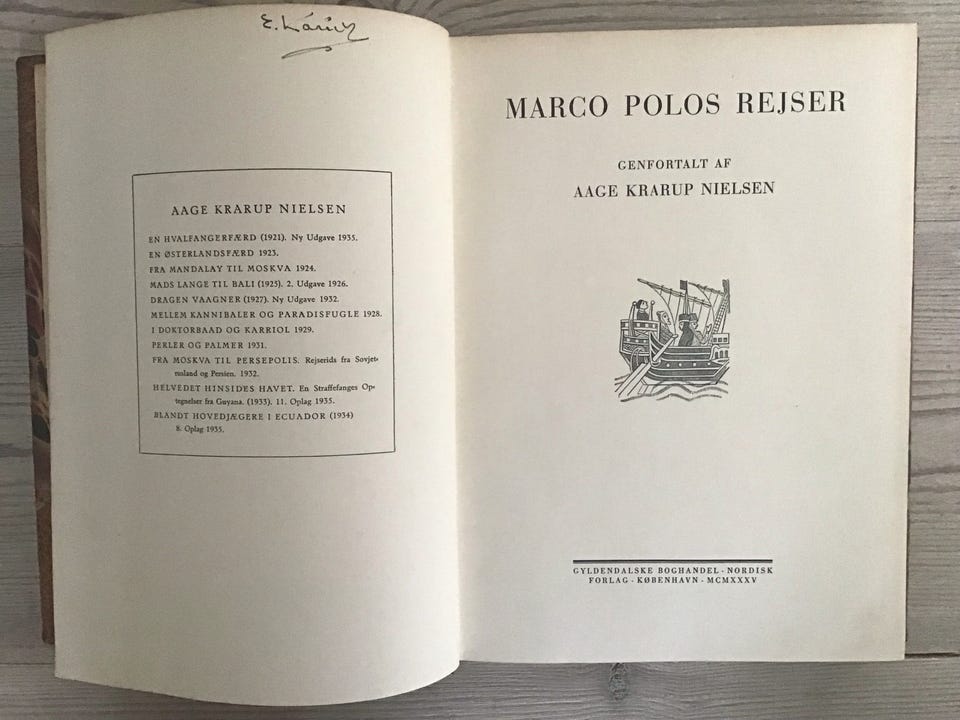 AAGE KRARUP NIELSEN
EN HVALFANGERFÆRD (1921). Ny Udgave 1935.
EN ØSTERLANDSFÆRD 1923.
FRA MANDALAY TIL MOSKVA 1924.
MADS LANGE TIL BALI (1925). 2. Udgave 1926.
DRAGEN VAAGNER (1927). Ny Udgave 1932.
MELLEM KANNIBALER OG PARADISFUGLE 1928.
I DOKTORBAAD OG KARRIOL 1929.
PERLER OG PALMER 1931.
FRA MOSKVA TIL PERSEPOLIS. Rejserids fra Sovjet-
rusland og Persien. 1932.
HELVEDET HINSIDES HAVET. En Straffefanges Op-
tegnelser fra Guyana. (1933). 11. Oplag 1935.
BLANDT HOVEDJÆGERE I ECUADOR (1934)
8. Oplag 1935.
MARCO POLOS REJSER
GENFORTALT AF
AAGE KRARUP NIELSEN
GYLDENDALSKE BOGHANDEL · NORDISK
FORLAG · KØBENHAVN · MCMXXXV